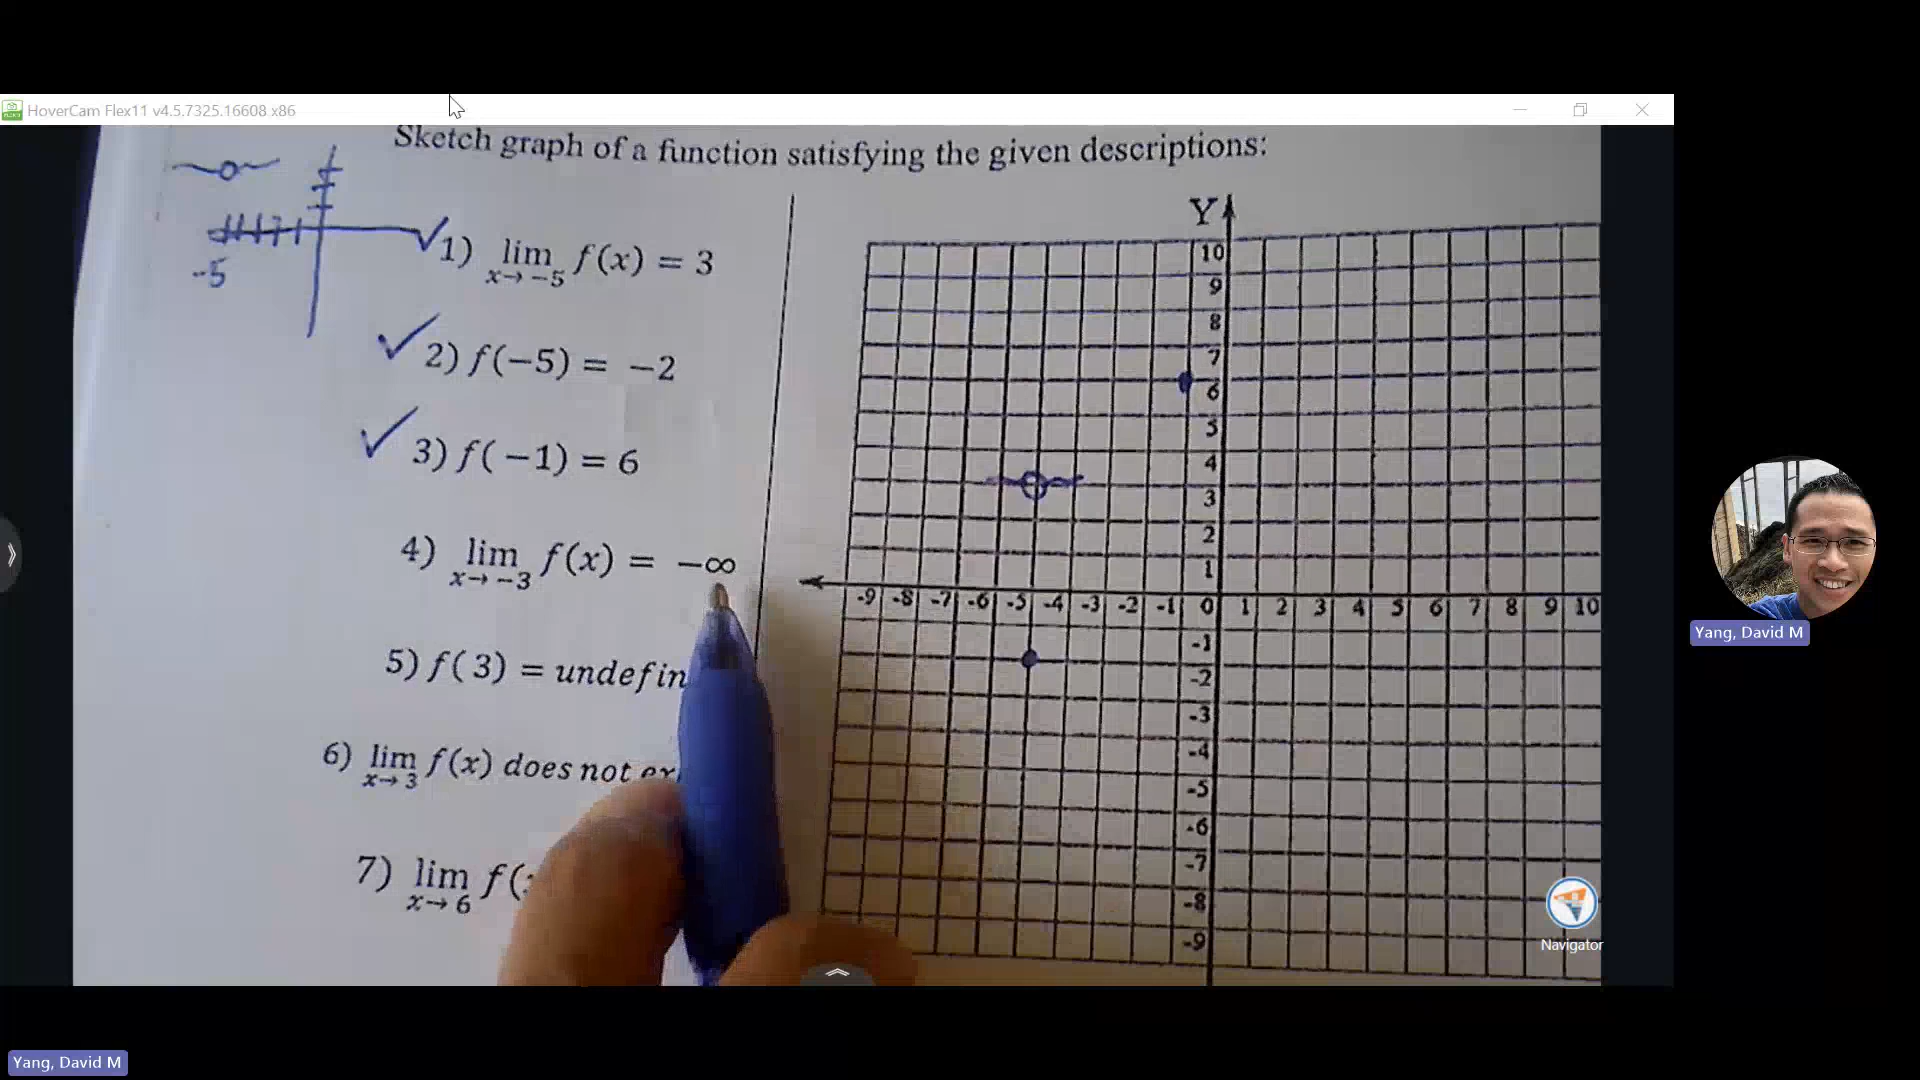 HoverCam Flex11 v4.5.7325.16608 x86
Sketch graph of a function satisfying the given descriptions:
-5
✓1) lim f(x) = 3
x→ -5
✓ 2) f(−5) = −2
✓ 3) f(−1) = 6
4) lim f(x) = −∞
x→ -3
5) f( 3) = undefin
6) lim f(x) does not ex
x→ 3
7) lim f(
x→ 6
Y
10
9
8
7
6
5
4
3
2
1
-9 -8 -7 -6 -5 -4 -3 -2 -1 0 1 2 3 4 5 6 7 8 9 10
-1
-2
-3
-4
-5
-6
-7
-8
-9
Navigator
Yang, David M
Yang, David M